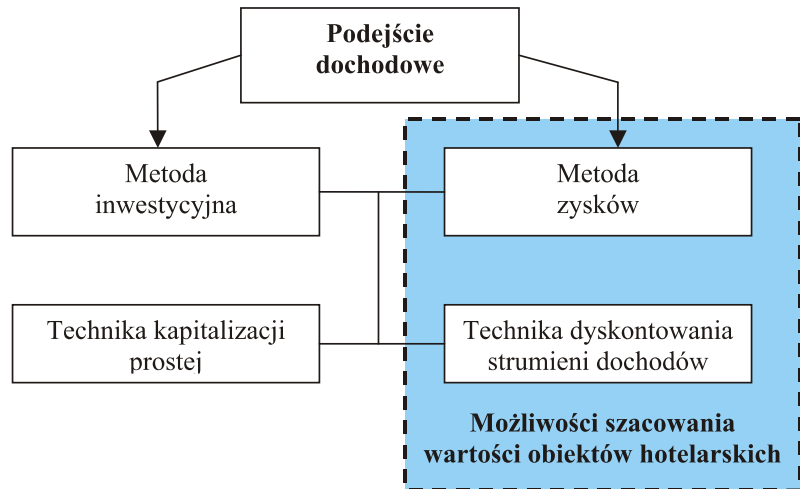 Podejście
dochodowe
Metoda
inwestycyjna
Metoda
zysków
Technika kapitalizacji
prostej
Technika dyskontowania
strumieni dochodów
Możliwości szacowania
wartości obiektów hotelarskich